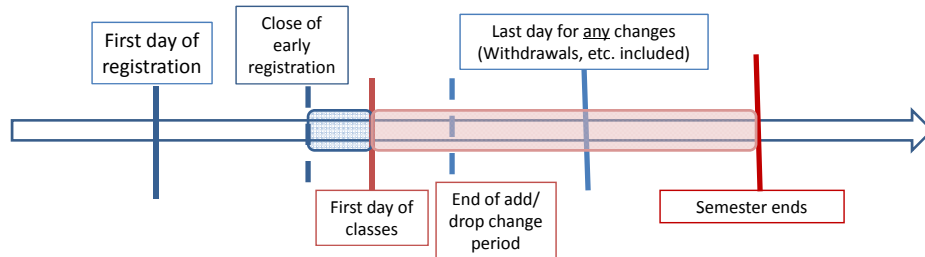 First day of
registration
Close of
early
registration
Last day for any changes
(Withdrawals, etc. included)
First day of
classes
End of add/
drop change
period
Semester ends